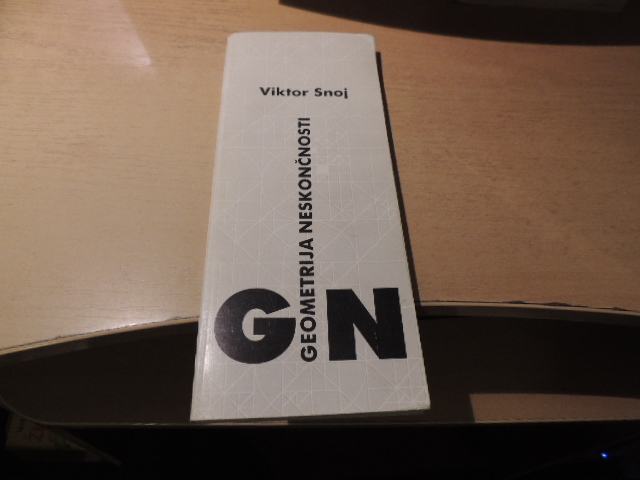 Viktor Snoj
GEOMETRIJA NESKONČNOSTI
GN